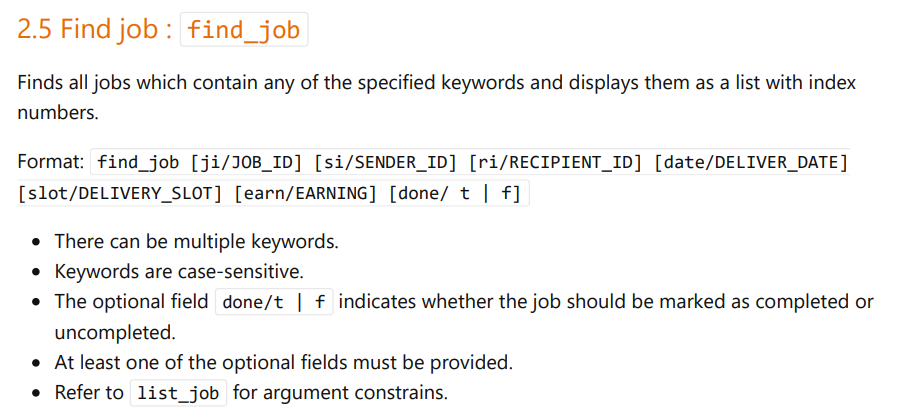 2.5 Find job : find_job
Finds all jobs which contain any of the specified keywords and displays them as a list with index
numbers.
Format: find_job [ji/JOB_ID] [si/SENDER_ID] [ri/RECIPIENT_ID] [date/DELIVER_DATE]
[slot/DELIVERY_SLOT] [earn/EARNING] [done/ t | f]
• There can be multiple keywords.
• Keywords are case-sensitive.
• The optional field done/t | f indicates whether the job should be marked as completed or
uncompleted.
• At least one of the optional fields must be provided.
• Refer to list_job for argument constrains.